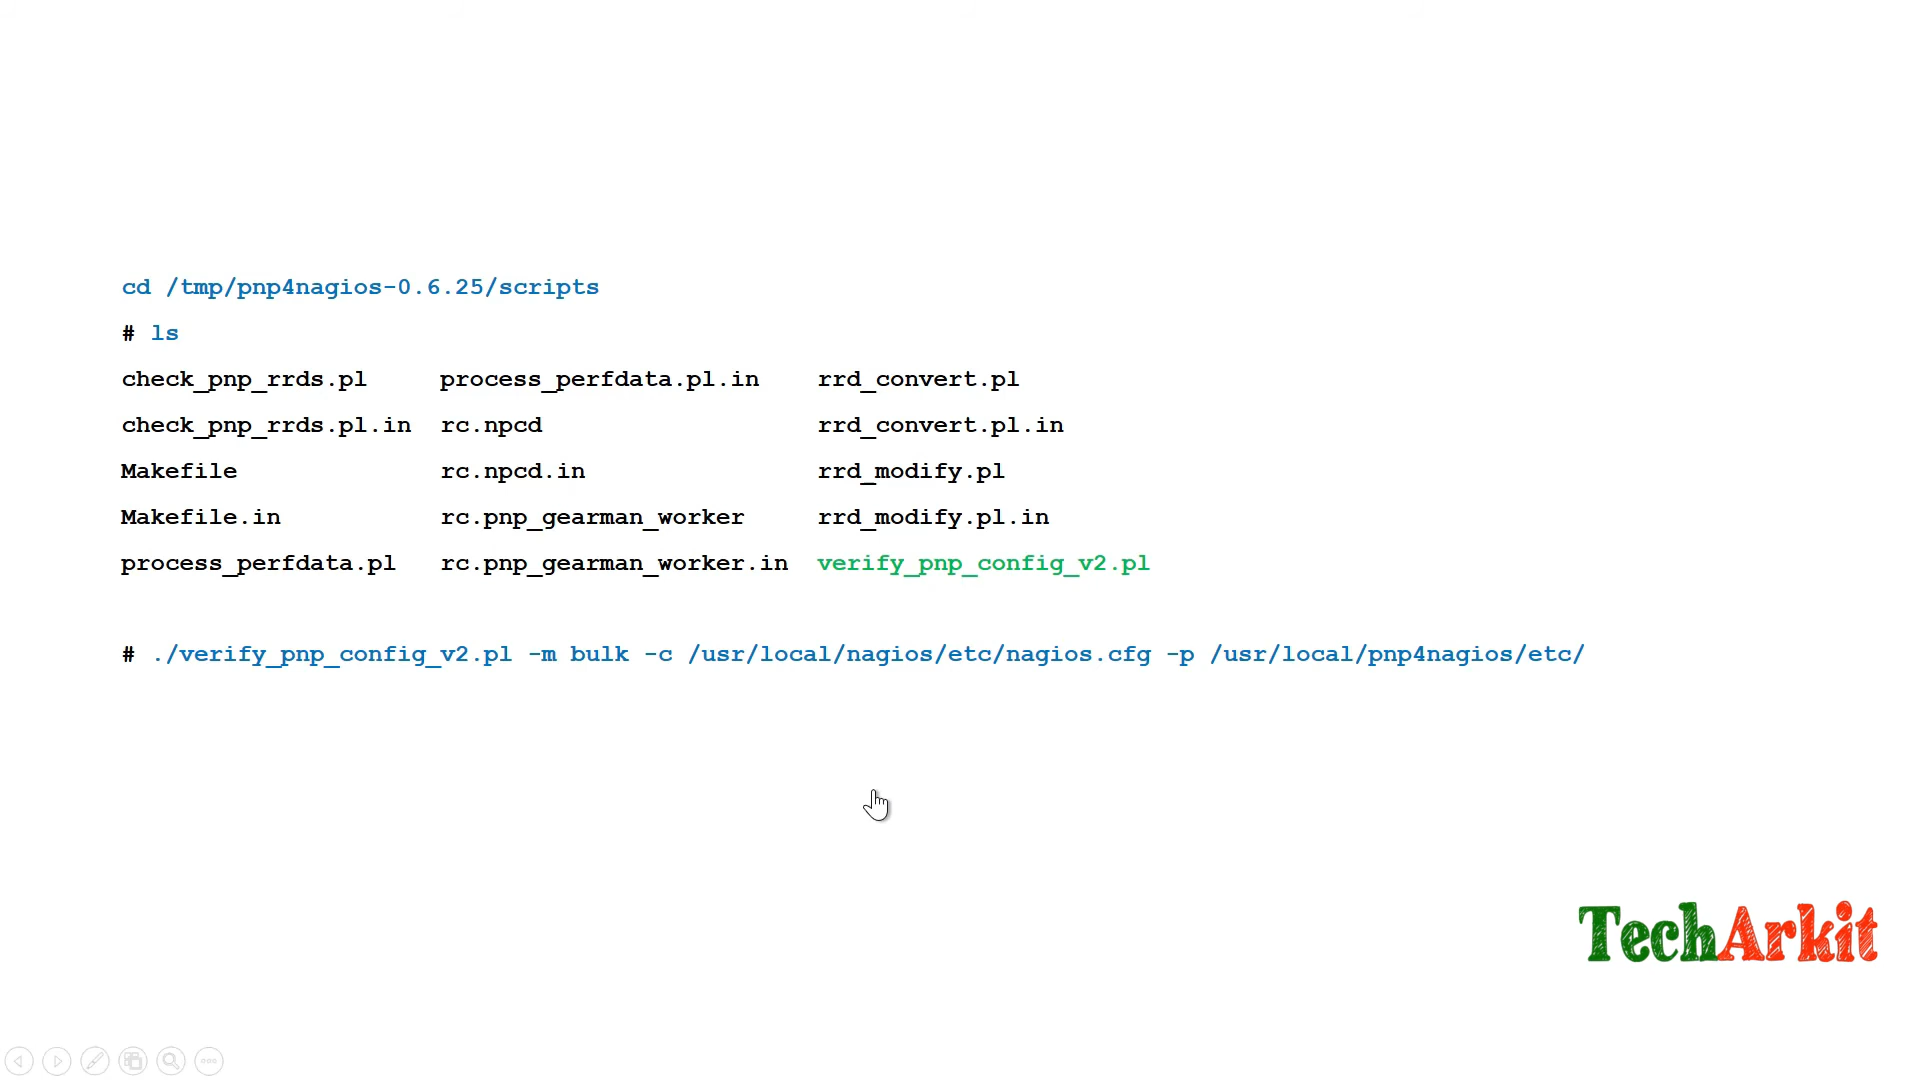 cd /tmp/pnp4nagios-0.6.25/scripts
# ls
check_pnp_rrds.pl process_perfdata.pl.in rrd_convert.pl
check_pnp_rrds.pl.in rc.npcd rrd_convert.pl.in
Makefile rc.npcd.in rrd_modify.pl
Makefile.in rc.pnp_gearman_worker rrd_modify.pl.in
process_perfdata.pl rc.pnp_gearman_worker.in verify_pnp_config_v2.pl
# ./verify_pnp_config_v2.pl -m bulk -c /usr/local/nagios/etc/nagios.cfg -p /usr/local/pnp4nagios/etc/
TechArkit